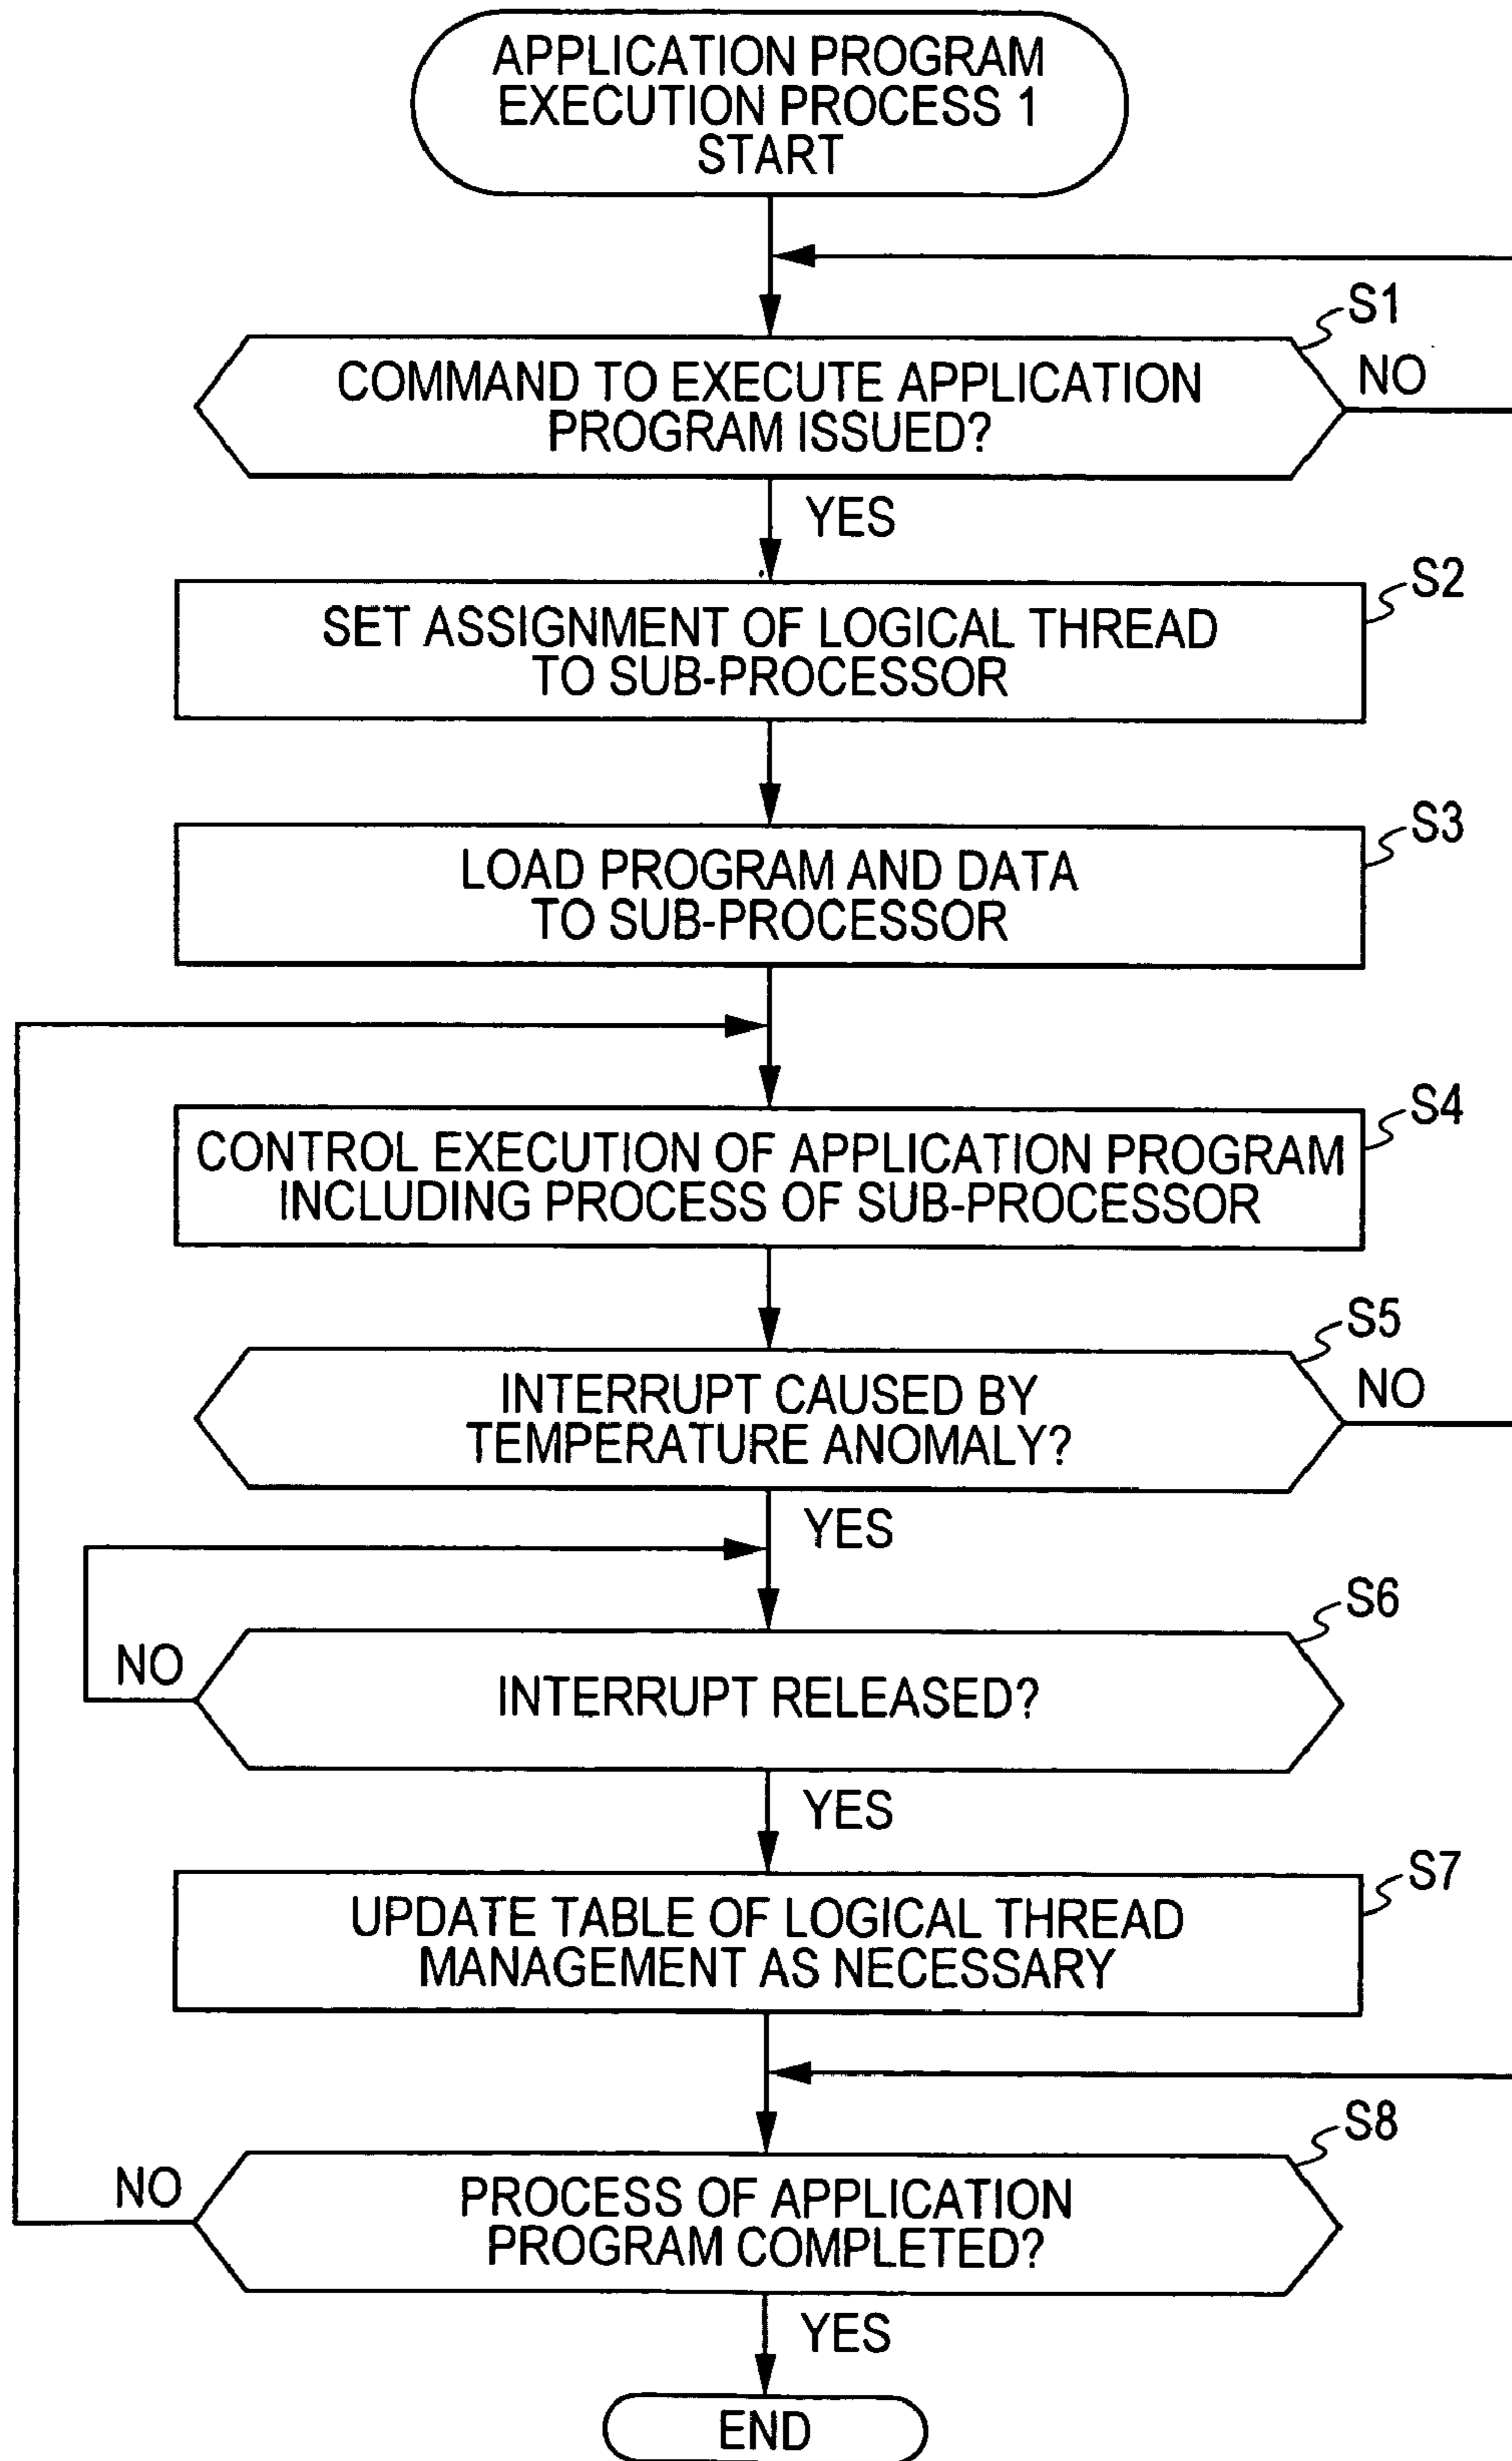 APPLICATION PROGRAM
EXECUTION PROCESS 1
START
S1
COMMAND TO EXECUTE APPLICATION
PROGRAM ISSUED?
NO
YES
S2
SET ASSIGNMENT OF LOGICAL THREAD
TO SUB-PROCESSOR
S3
LOAD PROGRAM AND DATA
TO SUB-PROCESSOR
S4
CONTROL EXECUTION OF APPLICATION PROGRAM
INCLUDING PROCESS OF SUB-PROCESSOR
S5
INTERRUPT CAUSED BY
TEMPERATURE ANOMALY?
NO
YES
S6
NO
INTERRUPT RELEASED?
YES
S7
UPDATE TABLE OF LOGICAL THREAD
MANAGEMENT AS NECESSARY
S8
NO
PROCESS OF APPLICATION
PROGRAM COMPLETED?
YES
END